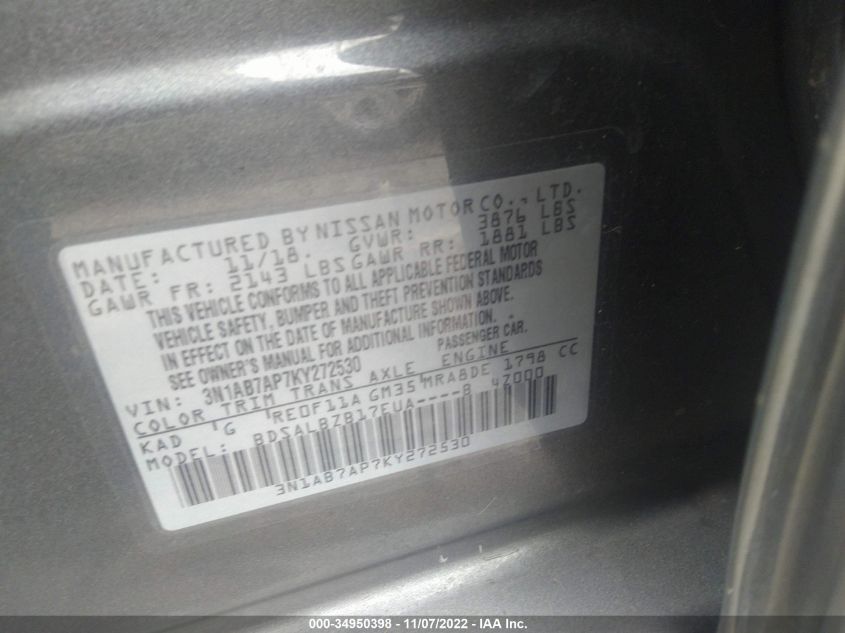 MANUFACTURED BY NISSAN MOTOR CO., LTD.
DATE: 11/18. GVWR: 3876 LBS
GAWR FR: 2143 LBS GAWR RR: 1881 LBS
THIS VEHICLE CONFORMS TO ALL APPLICABLE FEDERAL MOTOR
VEHICLE SAFETY, BUMPER AND THEFT PREVENTION STANDARDS
IN EFFECT ON THE DATE OF MANUFACTURE SHOWN ABOVE.
SEE OWNER'S MANUAL FOR ADDITIONAL INFORMATION.
VIN: 3N1AB7AP7KY272530 PASSENGER CAR.
COLOR TRIM TRANS AXLE ENGINE
KAD 'G 'RE0F11A GM35'MRA8DE 1798 CC
MODEL: BDSALBZB17EUA----B 4Z000
3N1AB7AP7KY272530
000-34950398 - 11/07/2022 - IAA Inc.